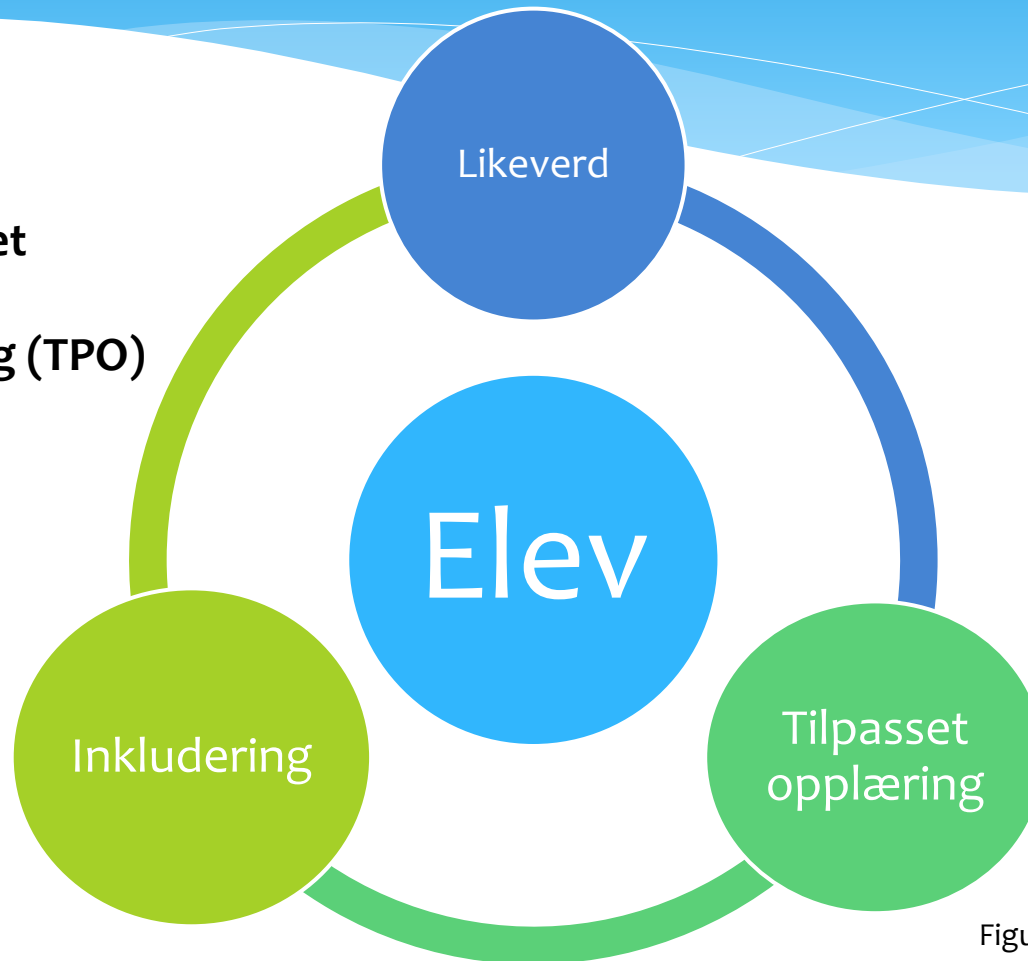 Likeverd
et
g (TPO)
Elev
Inkludering
Tilpasset
opplæring
Figu